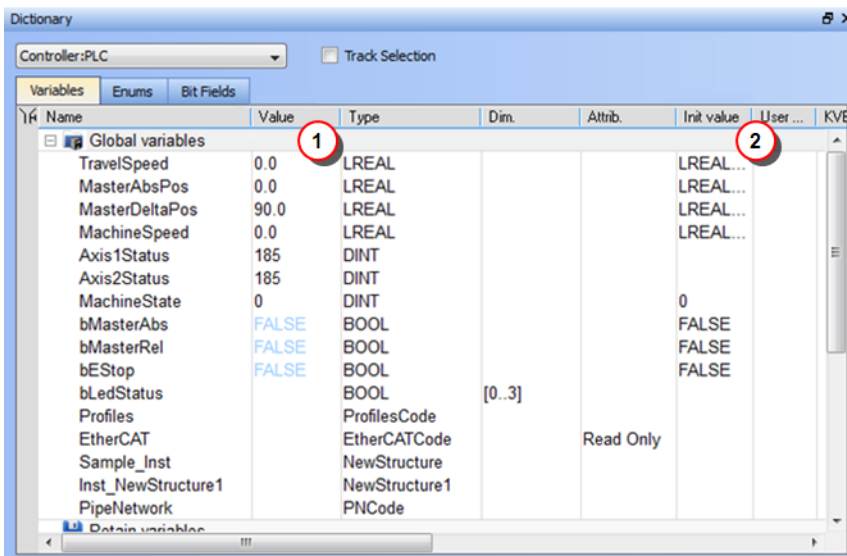 Dictionary
Controller:PLC Track Selection
Variables Enums Bit Fields
Name Value Type Dim. Attrib. Init value User ... KVB
Global variables 1 2
TravelSpeed 0.0 LREAL LREAL...
MasterAbsPos 0.0 LREAL LREAL...
MasterDeltaPos 90.0 LREAL LREAL...
MachineSpeed 0.0 LREAL LREAL...
Axis1Status 185 DINT
Axis2Status 185 DINT
MachineState 0 DINT 0
bMasterAbs FALSE BOOL FALSE
bMasterRel FALSE BOOL FALSE
bEStop FALSE BOOL FALSE
bLedStatus BOOL [0..3]
Profiles ProfilesCode
EtherCAT EtherCATCode Read Only
Sample_Inst NewStructure
Inst_NewStructure1 NewStructure1
PipeNetwork PNCode
Retain variables